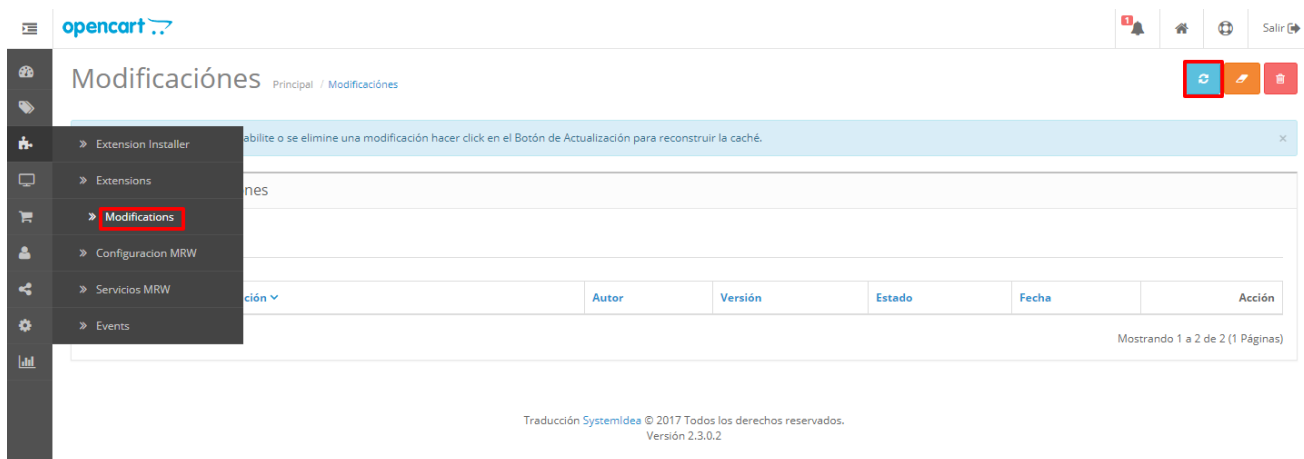 opencart
1
Salir
Modificaciónes Principal / Modificaciónes
abilite o se elimine una modificación hacer click en el Botón de Actualización para reconstruir la caché.
×
» Extension Installer
» Extensions
nes
» Modifications
» Configuracion MRW
» Servicios MRW
ción Autor Versión Estado Fecha Acción
» Events
Mostrando 1 a 2 de 2 (1 Páginas)
Traducción SystemIdea © 2017 Todos los derechos reservados.
Versión 2.3.0.2